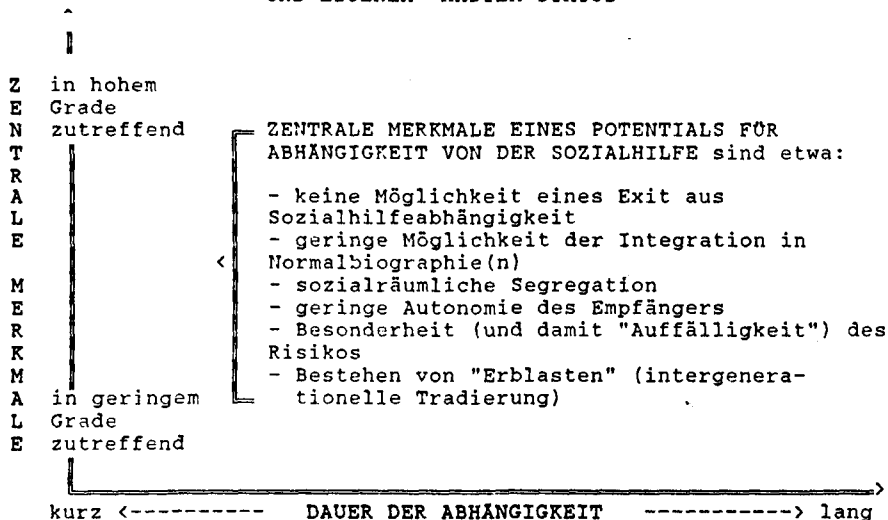 Z in hohem
E Grade
N zutreffend ZENTRALE MERKMALE EINES POTENTIALS FÜR
T ABHÄNGIGKEIT VON DER SOZIALHILFE sind etwa:
R
A - keine Möglichkeit eines Exit aus
L Sozialhilfeabhängigkeit
E - geringe Möglichkeit der Integration in
< Normalbiographie(n)
M - sozialräumliche Segregation
E - geringe Autonomie des Empfängers
R - Besonderheit (und damit "Auffälligkeit") des
K Risikos
M - Bestehen von "Erblasten" (intergenera-
A in geringem tionelle Tradierung)
L Grade
E zutreffend
kurz <---------- DAUER DER ABHÄNGIGKEIT -----------> lang